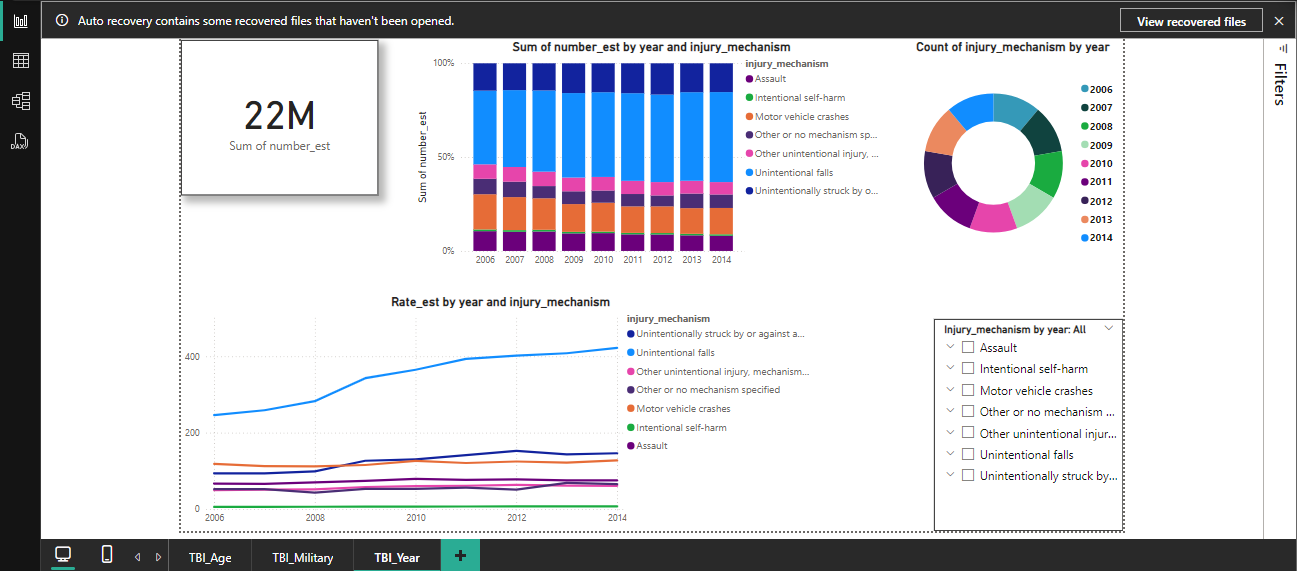 Auto recovery contains some recovered files that haven't been opened.
View recovered files
DAX
22M
Sum of number_est
Sum of number_est by year and injury_mechanism
Sum of number_est
100%
50%
0%
2006 2007 2008 2009 2010 2011 2012 2013 2014
injury_mechanism
Assault
Intentional self-harm
Motor vehicle crashes
Other or no mechanism sp...
Other unintentional injury, ...
Unintentional falls
Unintentionally struck by o...
Count of injury_mechanism by year
2006
2007
2008
2009
2010
2011
2012
2013
2014
Filters
Rate_est by year and injury_mechanism
400
200
0
2006 2008 2010 2012 2014
injury_mechanism
Unintentionally struck by or against a...
Unintentional falls
Other unintentional injury, mechanism...
Other or no mechanism specified
Motor vehicle crashes
Intentional self-harm
Assault
Injury_mechanism by year: All
Assault
Intentional self-harm
Motor vehicle crashes
Other or no mechanism ...
Other unintentional injur...
Unintentional falls
Unintentionally struck by...
TBI_Age TBI_Military TBI_Year